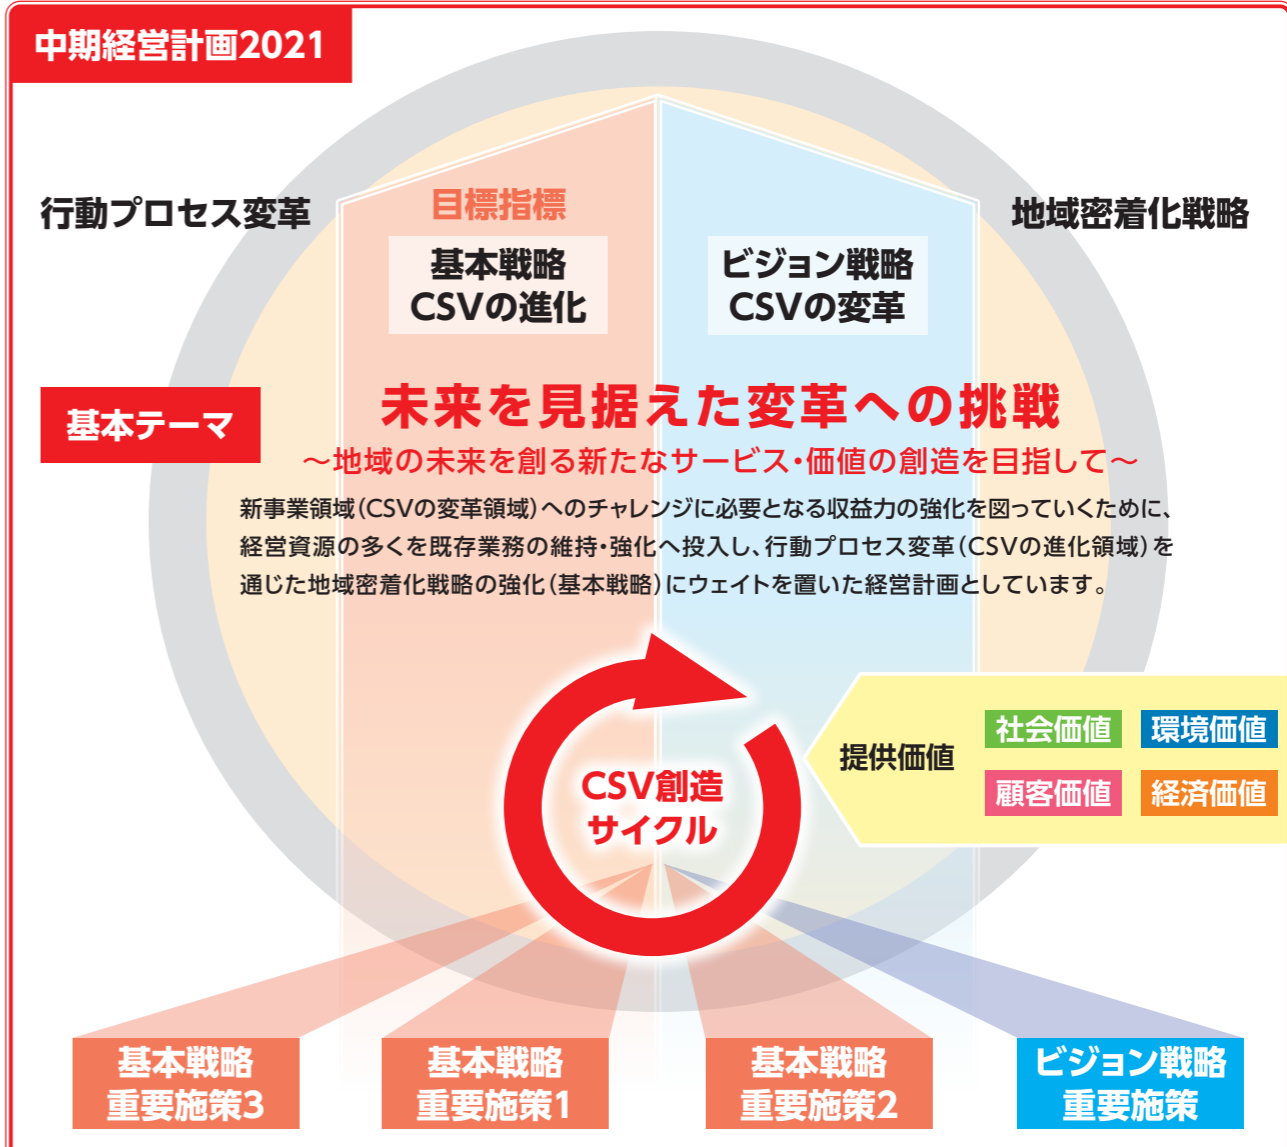 中期経営計画2021
行動プロセス変革
目標指標
地域密着化戦略
基本戦略
CSVの進化
ビジョン戦略
CSVの変革
基本テーマ
未来を見据えた変革への挑戦
～地域の未来を創る新たなサービス・価値の創造を目指して～
新事業領域(CSVの変革領域)へのチャレンジに必要となる収益力の強化を図っていくために、
経営資源の多くを既存業務の維持・強化へ投入し、行動プロセス変革(CSVの進化領域)を
通じた地域密着化戦略の強化(基本戦略)にウェイトを置いた経営計画としています。
CSV創造
サイクル
提供価値
社会価値
環境価値
顧客価値
経済価値
基本戦略
重要施策3
基本戦略
重要施策1
基本戦略
重要施策2
ビジョン戦略
重要施策